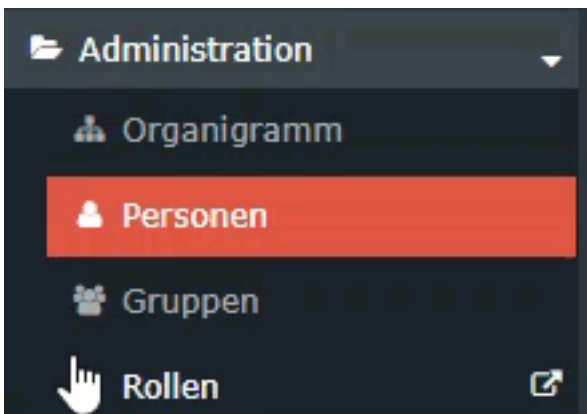 Administration
Organigramm
Personen
Gruppen
Rollen